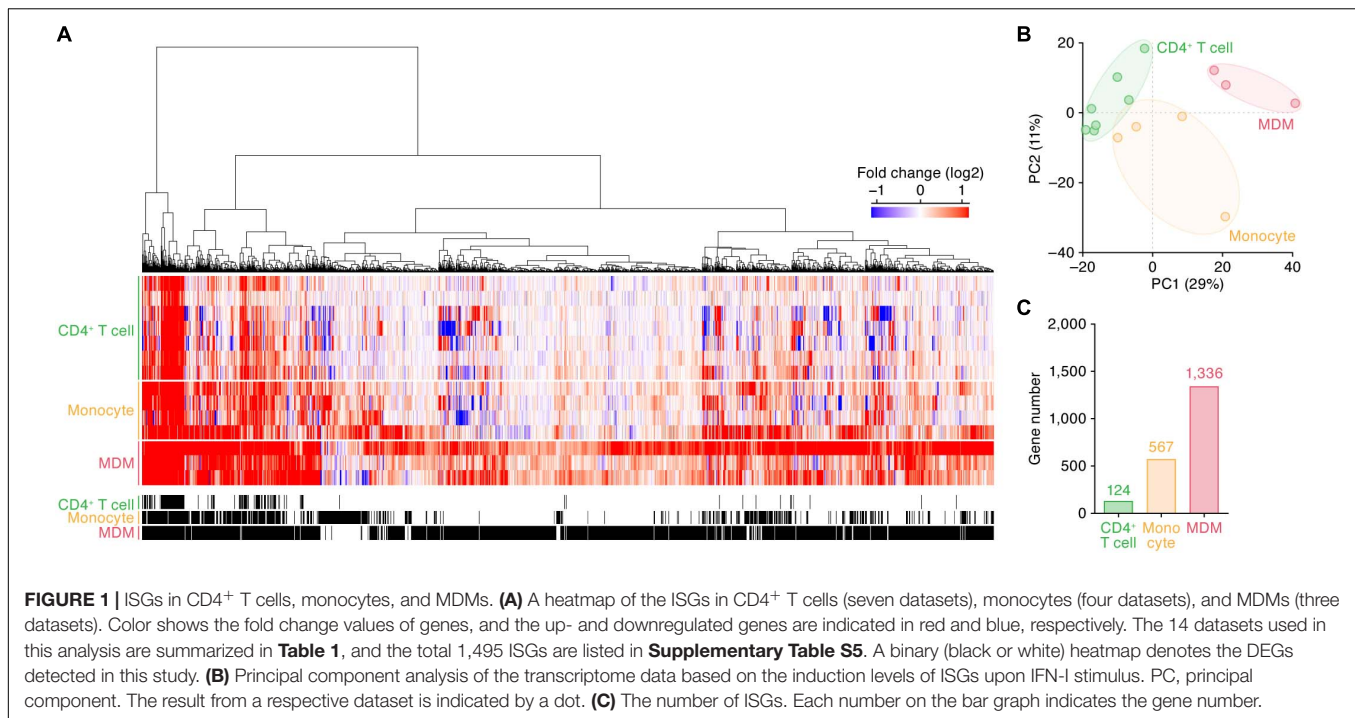 A
Fold change (log2)
−1 0 1
CD4⁺ T cell
Monocyte
MDM
CD4⁺ T cell
Monocyte
MDM
B
20
0
−20
−40
PC2 (11%)
−20 0 20 40
PC1 (29%)
CD4⁺ T cell
MDM
Monocyte
C
2,000
1,500
1,000
500
0
Gene number
124
567
1,336
CD4⁺
T cell
Mono
cyte
MDM
FIGURE 1 | ISGs in CD4⁺ T cells, monocytes, and MDMs. (A) A heatmap of the ISGs in CD4⁺ T cells (seven datasets), monocytes (four datasets), and MDMs (three
datasets). Color shows the fold change values of genes, and the up- and downregulated genes are indicated in red and blue, respectively. The 14 datasets used in
this analysis are summarized in Table 1, and the total 1,495 ISGs are listed in Supplementary Table S5. A binary (black or white) heatmap denotes the DEGs
detected in this study. (B) Principal component analysis of the transcriptome data based on the induction levels of ISGs upon IFN-I stimulus. PC, principal
component. The result from a respective dataset is indicated by a dot. (C) The number of ISGs. Each number on the bar graph indicates the gene number.